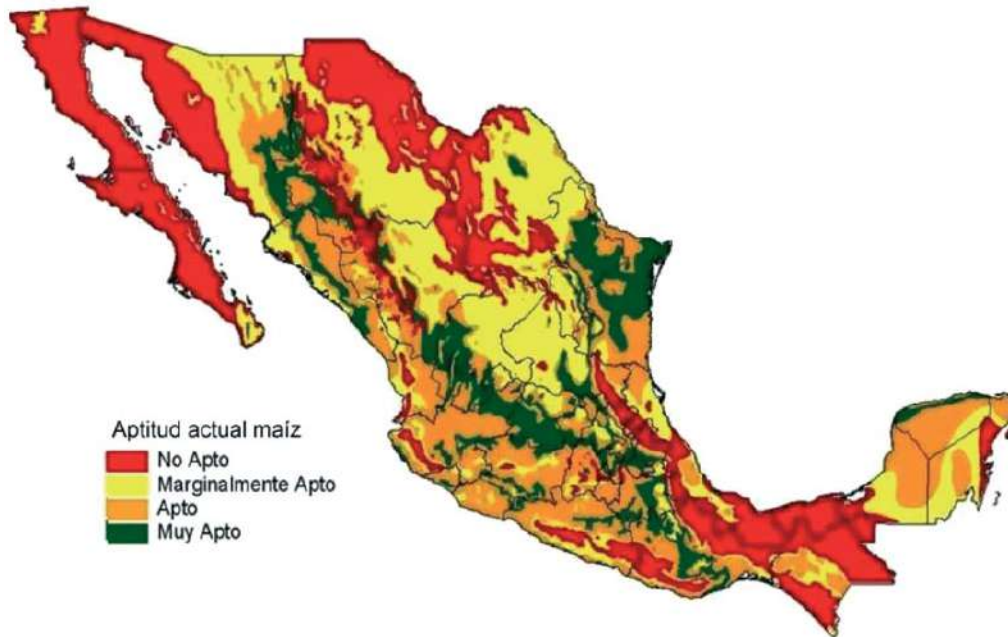 Aptitud actual maíz
No Apto
Marginalmente Apto
Apto
Muy Apto